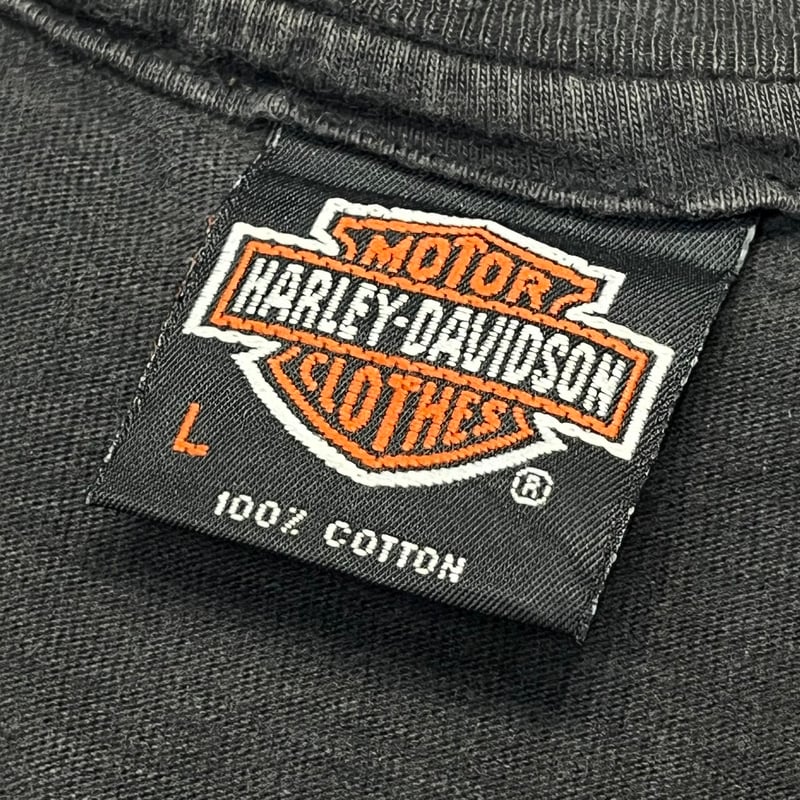 MOTOR
HARLEY-DAVIDSON
CLOTHES
L
®
100% COTTON